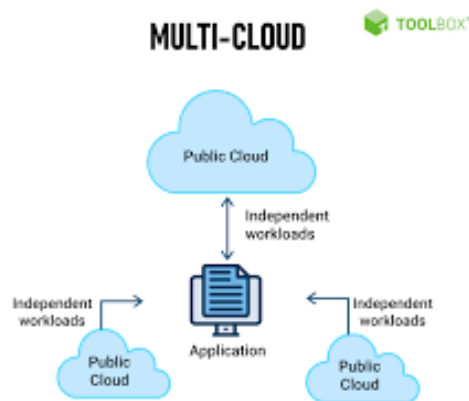 MULTI-CLOUD
TOOLBOX
Public Cloud
Independent
workloads
Independent
workloads
Application
Independent
workloads
Public
Cloud
Public
Cloud